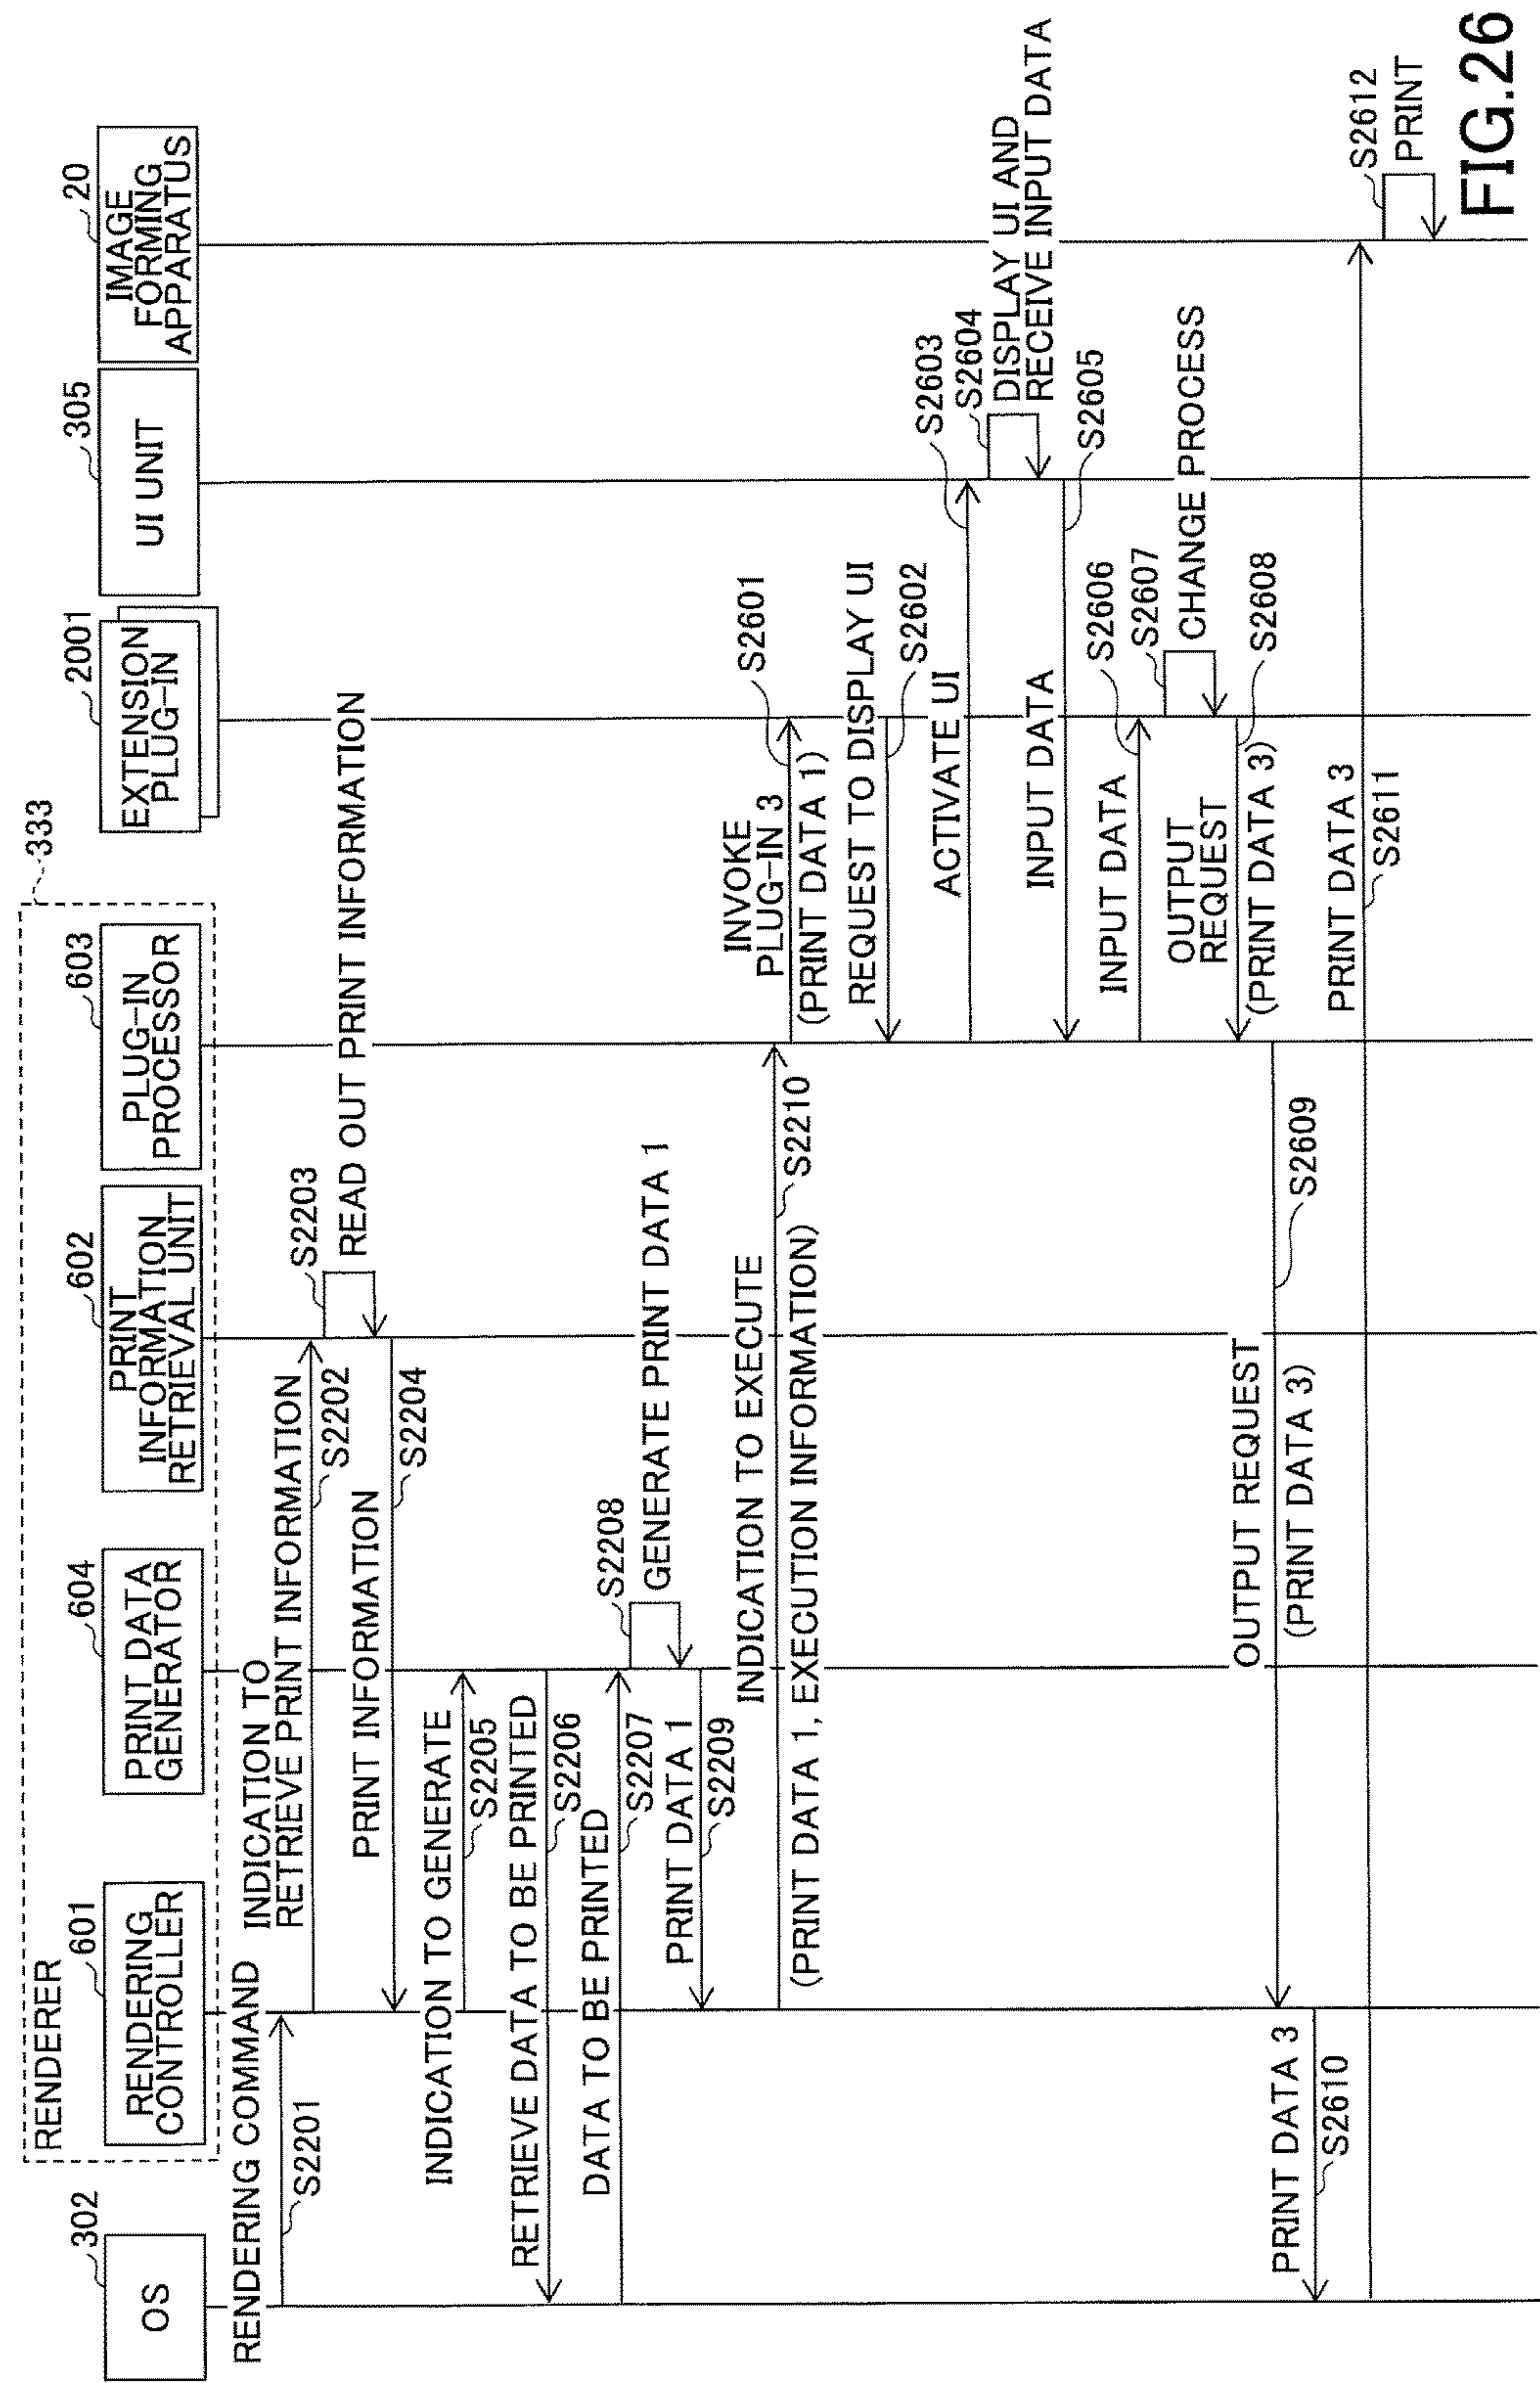 RENDERER
333
302
OS
601
RENDERING
CONTROLLER
604
PRINT DATA
GENERATOR
602
PRINT
INFORMATION
RETRIEVAL UNIT
603
PLUG-IN
PROCESSOR
2001
EXTENSION
PLUG-IN
305
UI UNIT
20
IMAGE
FORMING
APPARATUS
RENDERING COMMAND
S2201
INDICATION TO
RETRIEVE PRINT INFORMATION
S2202
S2203
READ OUT PRINT INFORMATION
PRINT INFORMATION
S2204
INDICATION TO GENERATE
S2205
RETRIEVE DATA TO BE PRINTED
S2206
DATA TO BE PRINTED
S2207
S2208
GENERATE PRINT DATA 1
PRINT DATA 1
S2209
INDICATION TO EXECUTE
S2210
(PRINT DATA 1, EXECUTION INFORMATION)
INVOKE
PLUG-IN 3
S2601
(PRINT DATA 1)
REQUEST TO DISPLAY UI
S2602
ACTIVATE UI
S2603
S2604
DISPLAY UI AND
RECEIVE INPUT DATA
INPUT DATA
S2605
INPUT DATA
S2606
S2607
CHANGE PROCESS
OUTPUT
REQUEST
S2608
(PRINT DATA 3)
OUTPUT REQUEST
S2609
(PRINT DATA 3)
PRINT DATA 3
S2610
PRINT DATA 3
S2611
S2612
PRINT
FIG.26